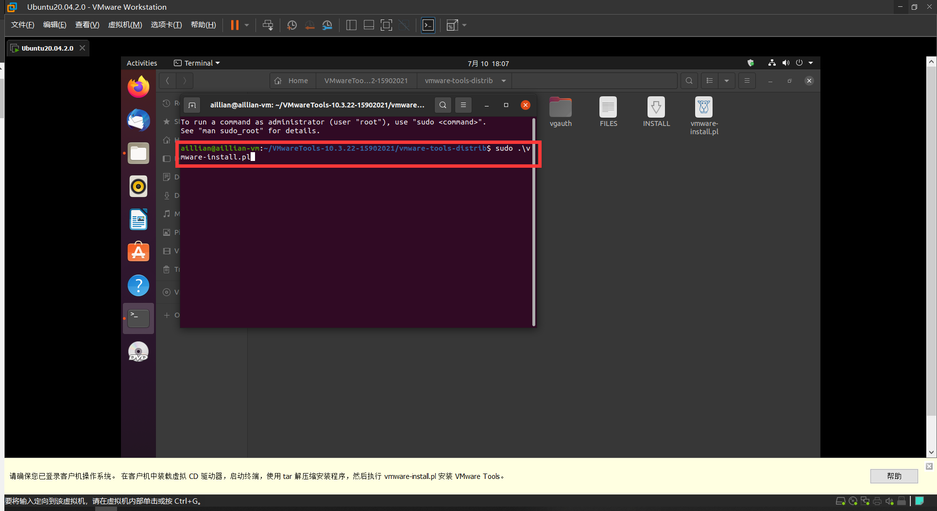 Ubuntu20.04.2.0 - VMware Workstation
文件(F) 编辑(E) 查看(V) 虚拟机(M) 选项卡(T) 帮助(H)
Ubuntu20.04.2.0
Activities Terminal 7月 10 18:07
Home VMwareToo…2-15902021 vmware-tools-distrib
aillian@aillian-vm: ~/VMwareTools-10.3.22-15902021/vmware...
To run a command as administrator (user "root"), use "sudo <command>".
See "man sudo_root" for details.
aillian@aillian-vm:~/VMwareTools-10.3.22-15902021/vmware-tools-distrib$ sudo .\v
mware-install.pl
vgauth FILES INSTALL vmware-
install.pl
请确保您已登录客户机操作系统。在客户机中装载虚拟 CD 驱动器，启动终端，使用 tar 解压缩安装程序，然后执行 vmware-install.pl 安装 VMware Tools。
帮助
要将输入定向到该虚拟机，请在虚拟机内部单击或按 Ctrl+G。